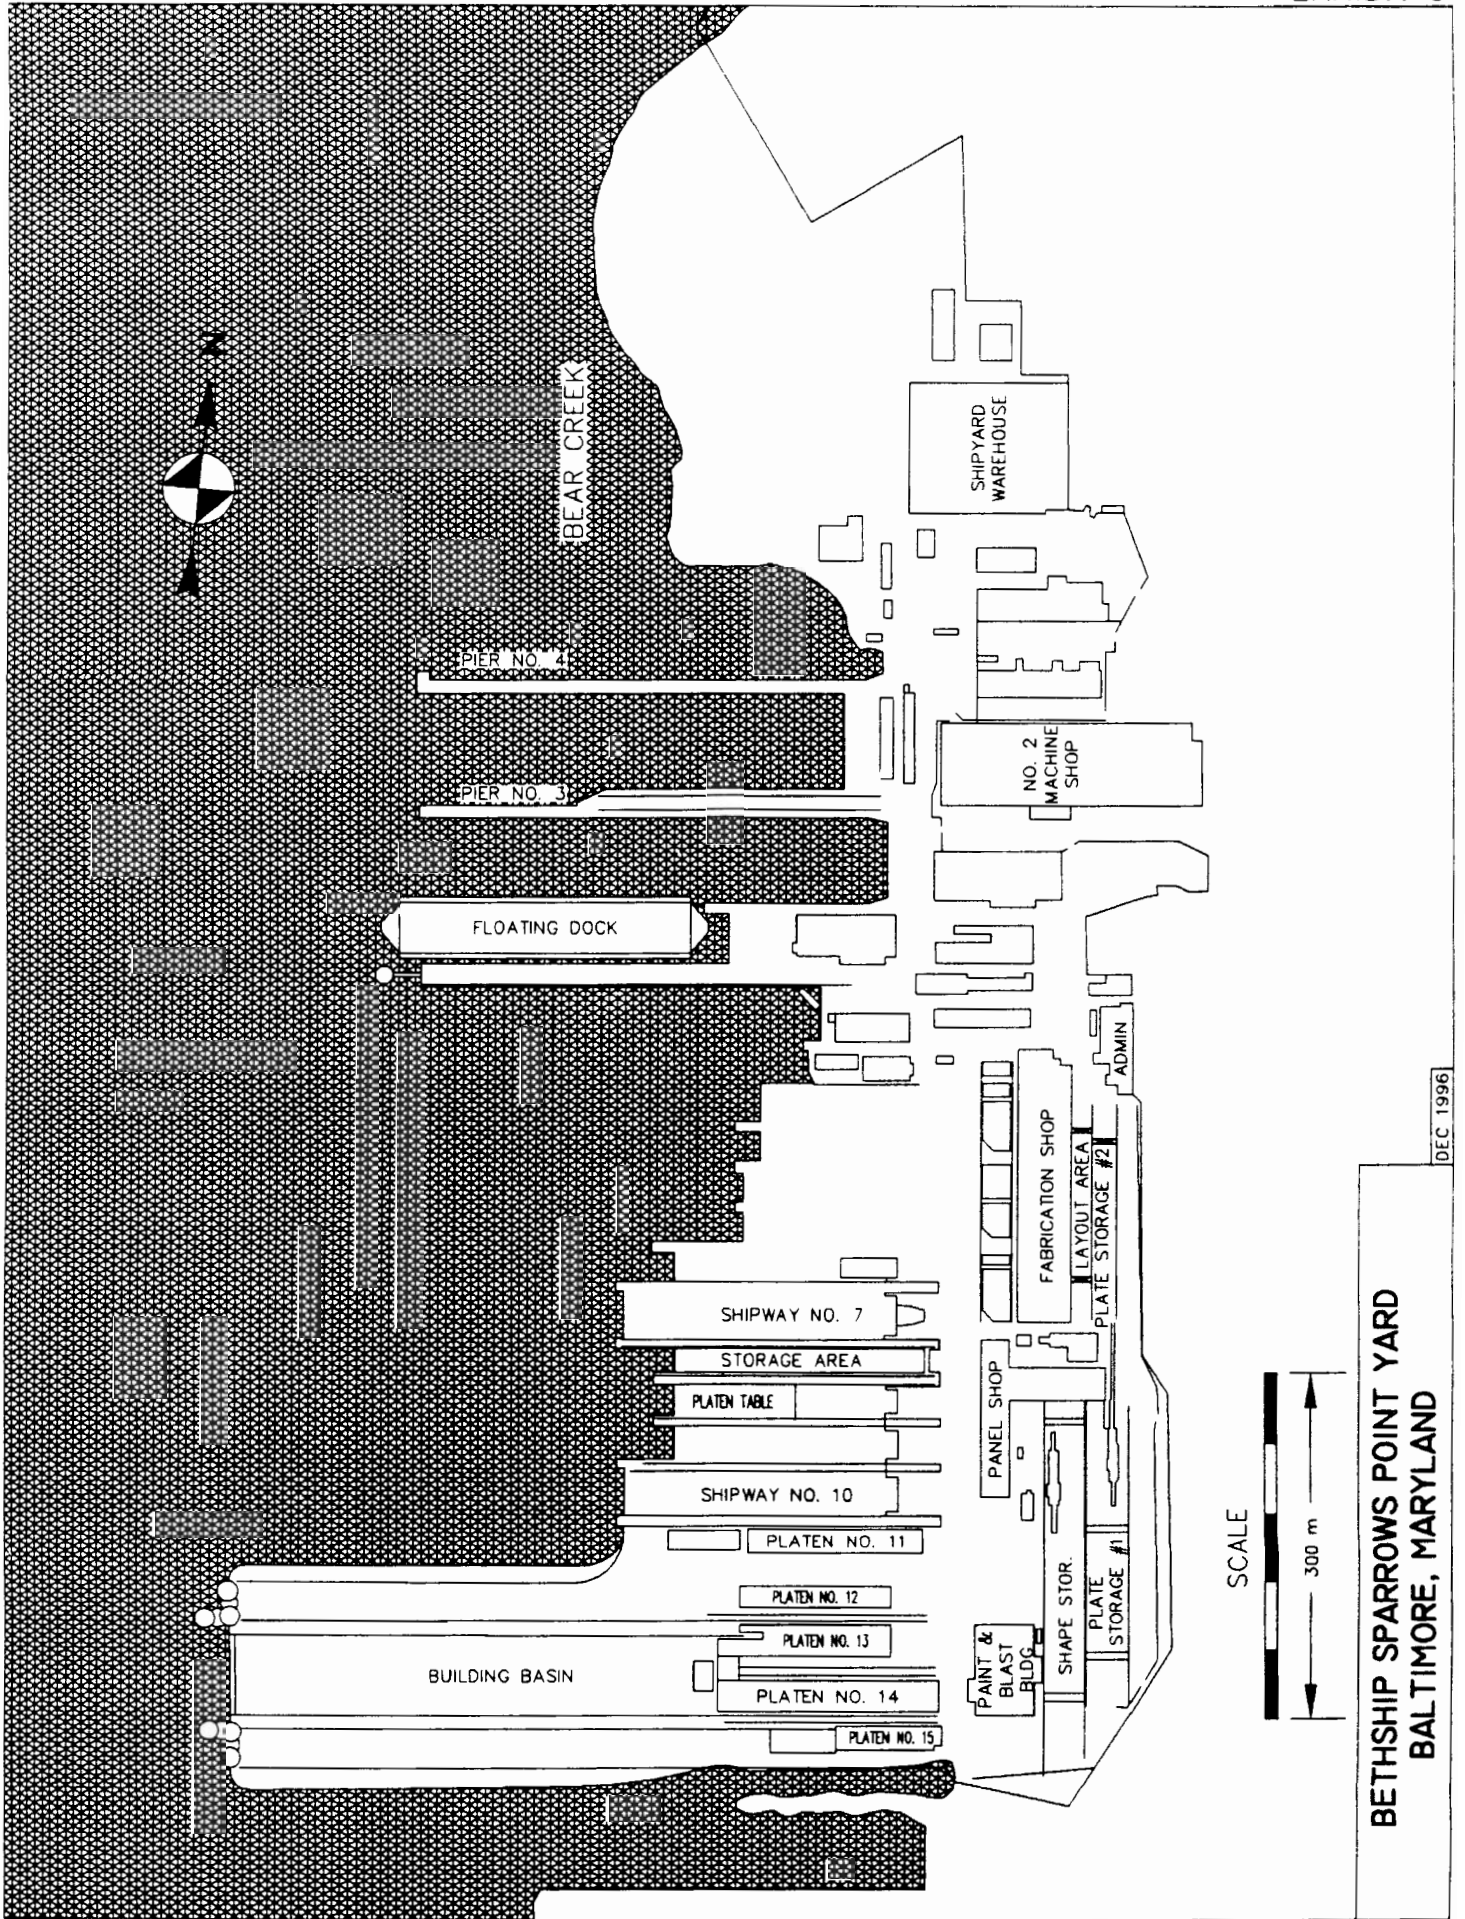 N
BEAR CREEK
SHIPYARD
WAREHOUSE
PIER NO. 4
PIER NO. 3
NO. 2
MACHINE
SHOP
FLOATING DOCK
ADMIN
FABRICATION SHOP
LAYOUT AREA
PLATE STORAGE #2
SHIPWAY NO. 7
STORAGE AREA
PLATEN TABLE
PANEL SHOP
SHIPWAY NO. 10
PLATEN NO. 11
PLATEN NO. 12
PLATEN NO. 13
BUILDING BASIN
PLATEN NO. 14
PLATEN NO. 15
PAINT &
BLAST
BLDG
SHAPE STOR.
PLATE
STORAGE #1
SCALE
300 m
DEC 1996
BETHSHIP SPARROWS POINT YARD
BALTIMORE, MARYLAND